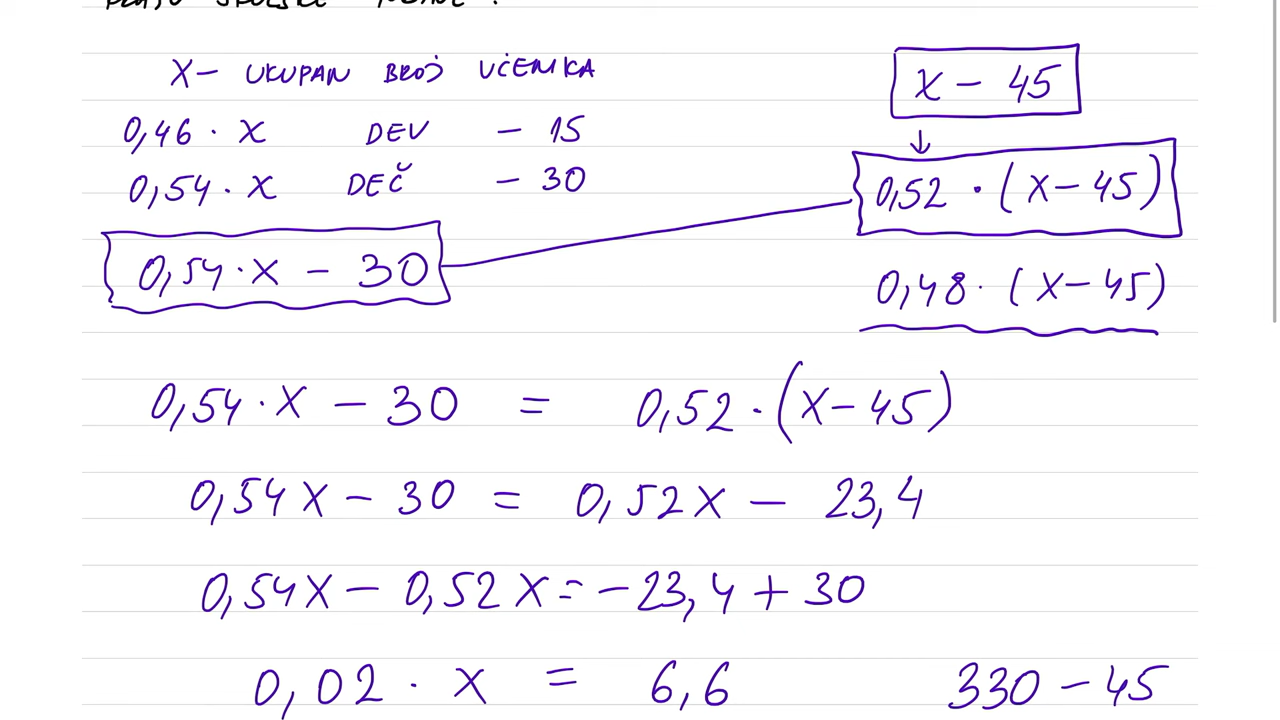 X - UKUPAN BROJ UČENIKA
0,46 · X DEV - 15
0,54 · X DEČ - 30
0,54 · X - 30
X - 45
↓
0,52 · (X - 45)
0,48 · (X - 45)
0,54 · X - 30 = 0,52 · (X - 45)
0,54X - 30 = 0,52X - 23,4
0,54X - 0,52X = -23,4 + 30
0,02 · X = 6,6
330 - 45